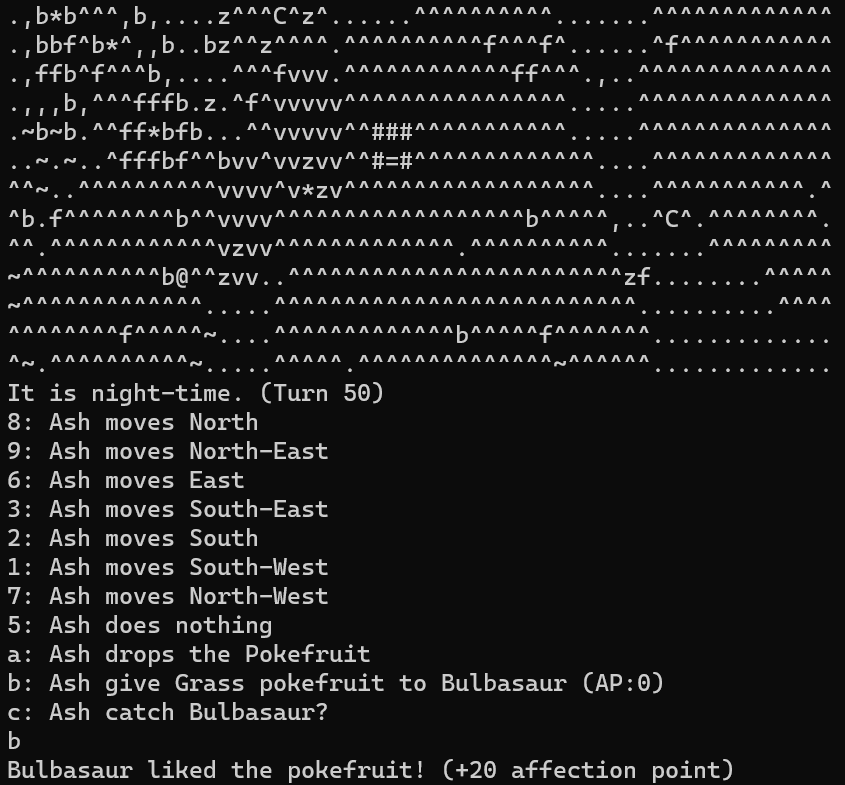 .,b*b^^^,b,....z^^^C^z^......^^^^^^^^^^.......^^^^^^^^^^^^^
.,bbf^b*^,,b..bz^^z^^^^.^^^^^^^^^^f^^^f^......^f^^^^^^^^^^^
.,ffb^f^^^b,....^^^fvvv.^^^^^^^^^^^^ff^^^.,..^^^^^^^^^^^^^^
.,,,b,^^^fffb.z.^f^vvvvv^^^^^^^^^^^^^^^^.....^^^^^^^^^^^^^^
.~b~b.^^ff*bfb...^^vvvvv^^###^^^^^^^^^^^.....^^^^^^^^^^^^^^
..~.~..^fffbf^^bvv^vvzvv^^#=#^^^^^^^^^^^^^....^^^^^^^^^^^^^
^^~..^^^^^^^^^^vvvv^v*zv^^^^^^^^^^^^^^^^^^....^^^^^^^^^^^.^
^b.f^^^^^^^^b^^vvvv^^^^^^^^^^^^^^^^^^b^^^^^,..^C^.^^^^^^^^.
^^.^^^^^^^^^^^^vzvv^^^^^^^^^^^^^.^^^^^^^^^^.......^^^^^^^^^
~^^^^^^^^^^b@^^zvv..^^^^^^^^^^^^^^^^^^^^^^^^zf........^^^^^
~^^^^^^^^^^^^^.....^^^^^^^^^^^^^^^^^^^^^^^^^^..........^^^^
^^^^^^^^f^^^^^~....^^^^^^^^^^^^^b^^^^^f^^^^^^^.............
^~.^^^^^^^^^^~.....^^^^^.^^^^^^^^^^^^^^~^^^^^^.............
It is night-time. (Turn 50)
8: Ash moves North
9: Ash moves North-East
6: Ash moves East
3: Ash moves South-East
2: Ash moves South
1: Ash moves South-West
7: Ash moves North-West
5: Ash does nothing
a: Ash drops the Pokefruit
b: Ash give Grass pokefruit to Bulbasaur (AP:0)
c: Ash catch Bulbasaur?
b
Bulbasaur liked the pokefruit! (+20 affection point)